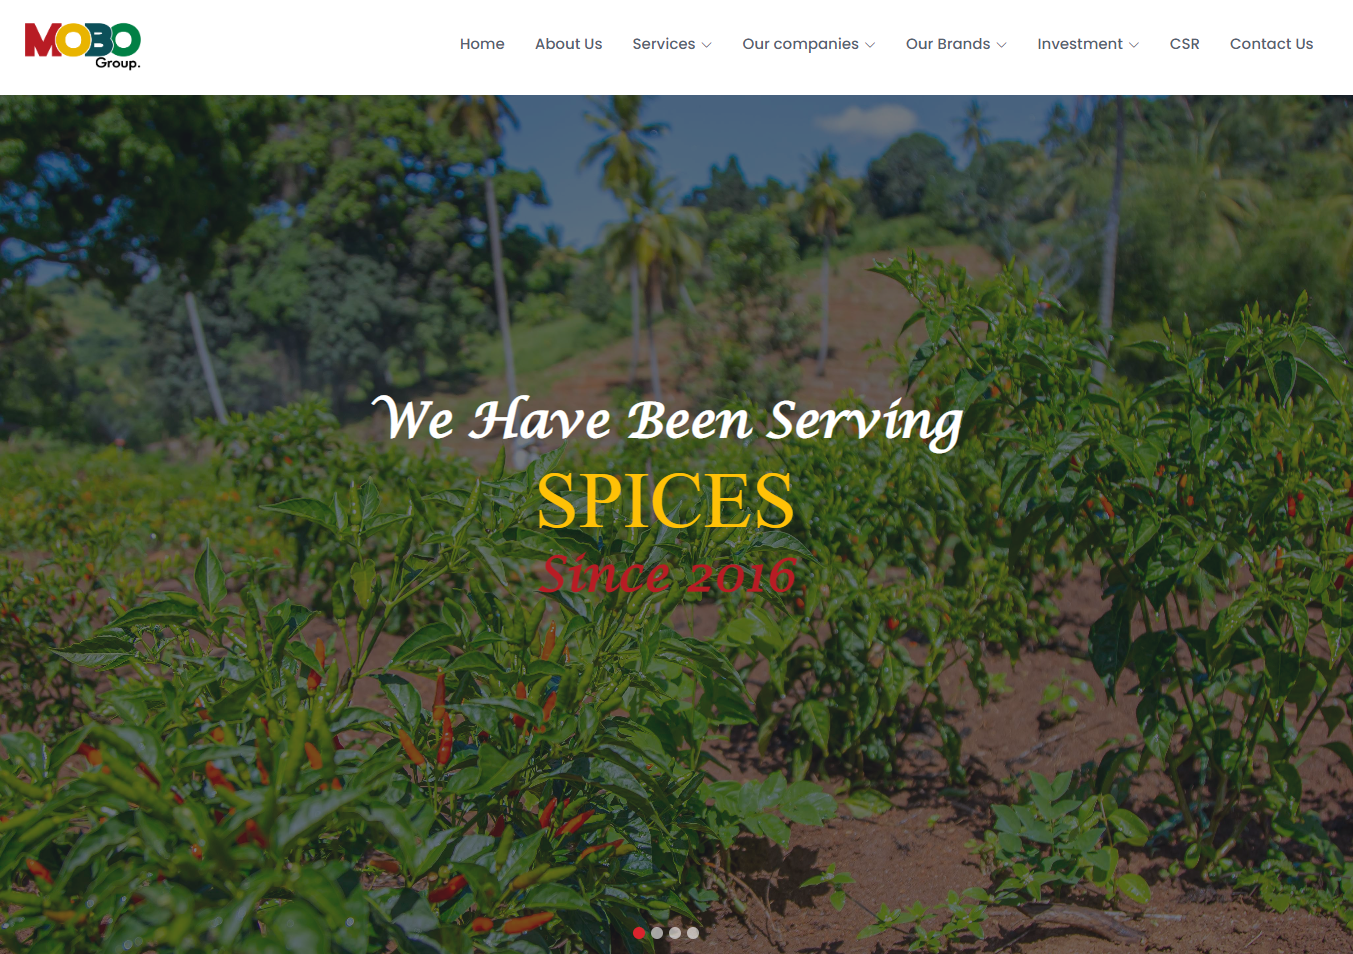 MOBO
Group.
Home About Us Services Our companies Our Brands Investment CSR Contact Us
We Have Been Serving
SPICES
Since 2016